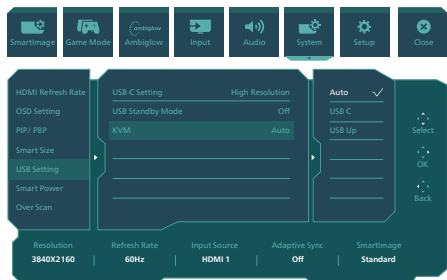 SmartImage
Game Mode
ambiglow
Ambiglow
Input
Audio
System
Setup
Close
HDMI Refresh Rate
OSD Setting
PIP/ PBP
Smart Size
USB Setting
Smart Power
Over Scan
USB-C Setting High Resolution
USB Standby Mode Off
KVM Auto
Auto
USB C
USB Up
Select
OK
Back
Resolution Refresh Rate Input Source Adaptive Sync SmartImage
3840X2160 60Hz HDMI 1 Off Standard